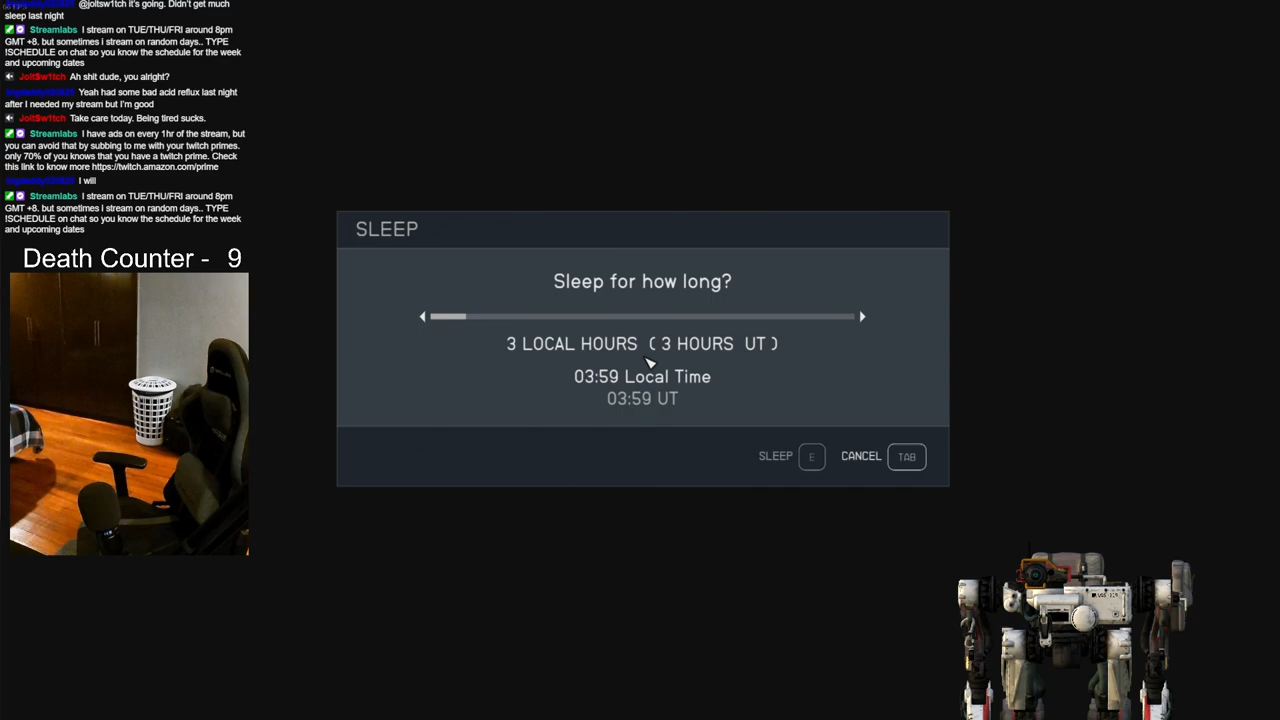 @joltsw1tch it's going. Didn't get much
sleep last night
Streamlabs I stream on TUE/THU/FRI around 8pm
GMT +8. but sometimes i stream on random days.. TYPE
!SCHEDULE on chat so you know the schedule for the week
and upcoming dates
JoltSw1tch Ah shit dude, you alright?
Yeah had some bad acid reflux last night
after I needed my stream but I'm good
JoltSw1tch Take care today. Being tired sucks.
Streamlabs I have ads on every 1hr of the stream, but
you can avoid that by subbing to me with your twitch primes.
only 70% of you knows that you have a twitch prime. Check
this link to know more https://twitch.amazon.com/prime
I will
Streamlabs I stream on TUE/THU/FRI around 8pm
GMT +8. but sometimes i stream on random days.. TYPE
!SCHEDULE on chat so you know the schedule for the week
and upcoming dates
Death Counter - 9
SLEEP
Sleep for how long?
3 LOCAL HOURS ( 3 HOURS UT )
03:59 Local Time
03:59 UT
SLEEP E CANCEL TAB